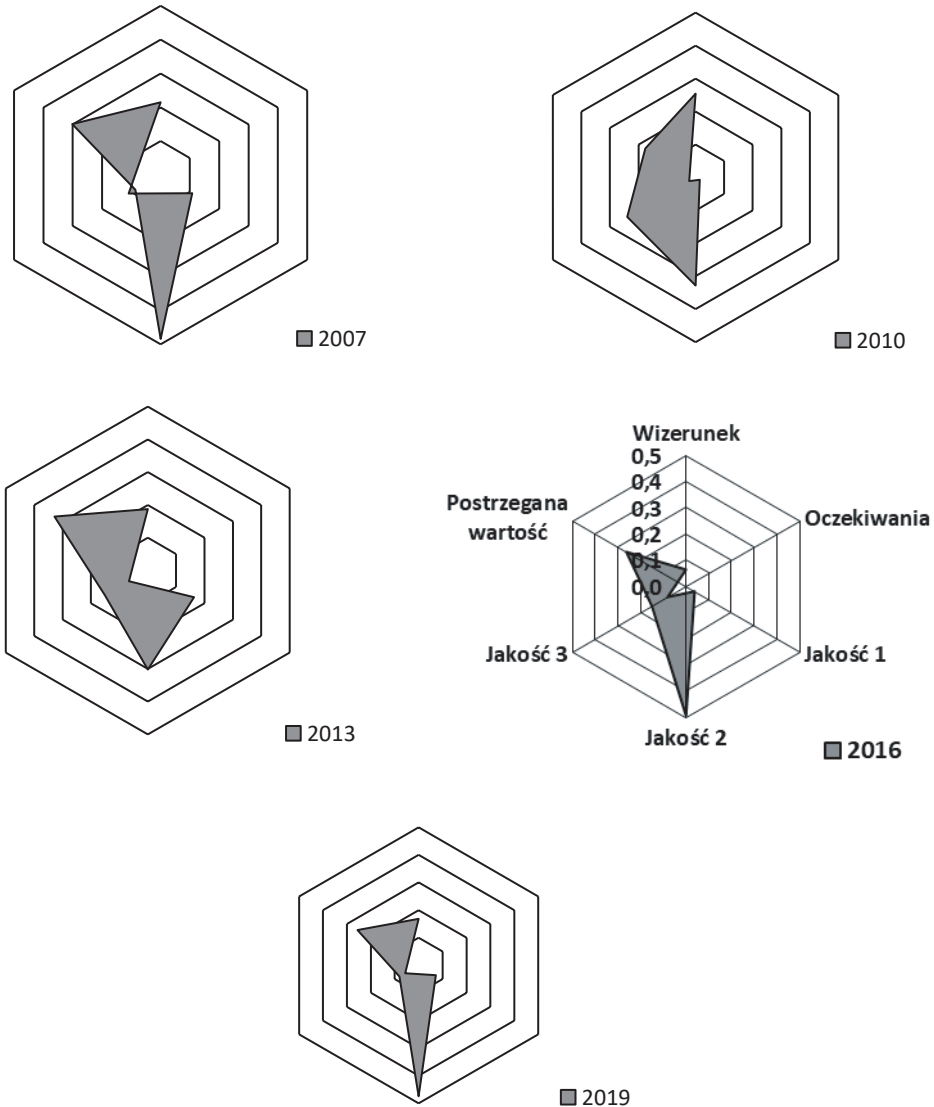 2007
2010
2013
Wizerunek
0,5
0,4
0,3
0,2
0,1
0,0
Postrzegana
wartość
Oczekiwania
Jakość 3
Jakość 1
Jakość 2
2016
2019